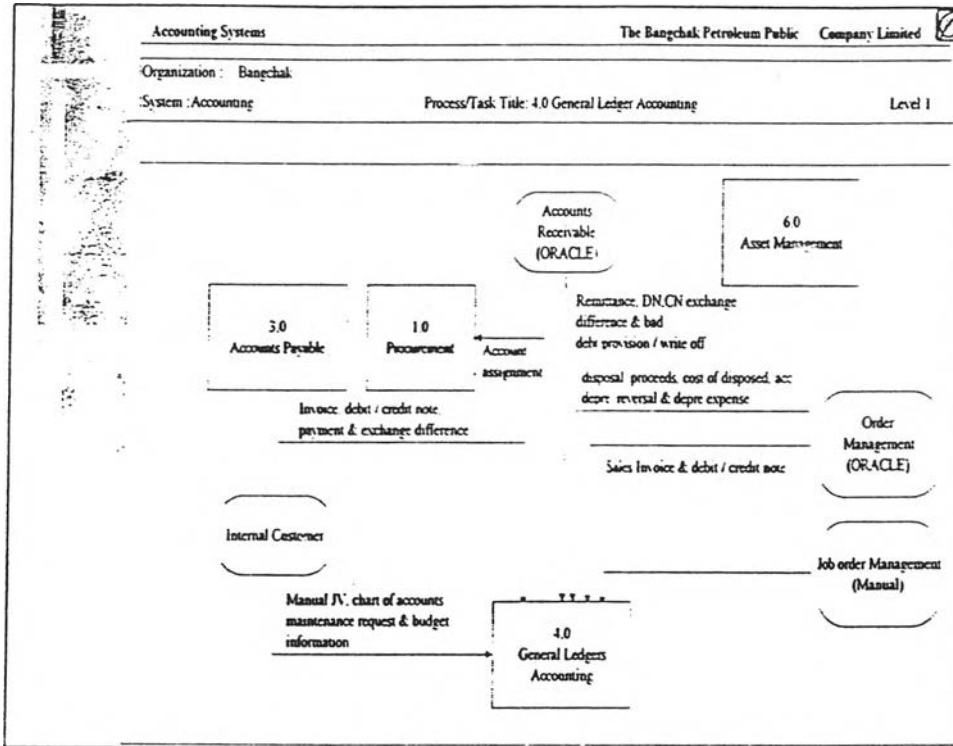 Accounting Systems The Bangchak Petroleum Public Company Limited
Organization : Bangchak
System : Accounting Process/Task Title: 4.0 General Ledger Accounting Level 1
Accounts
Receivable
(ORACLE)
6.0
Asset Management
3.0
Accounts Payable
1.0
Procurement
Account
assignment
Remittance, DN,CN exchange
difference & bad
debt provision / write off
disposal proceeds, cost of disposed, acc
depre reversal & depre expense
Invoice, debit / credit note,
payment & exchange difference
Order
Management
(ORACLE)
Sales Invoice & debit / credit note
Internal Customer
Job order Management
(Manual)
Manual JV, chart of accounts
maintenance request & budget
information
4.0
General Ledgers
Accounting